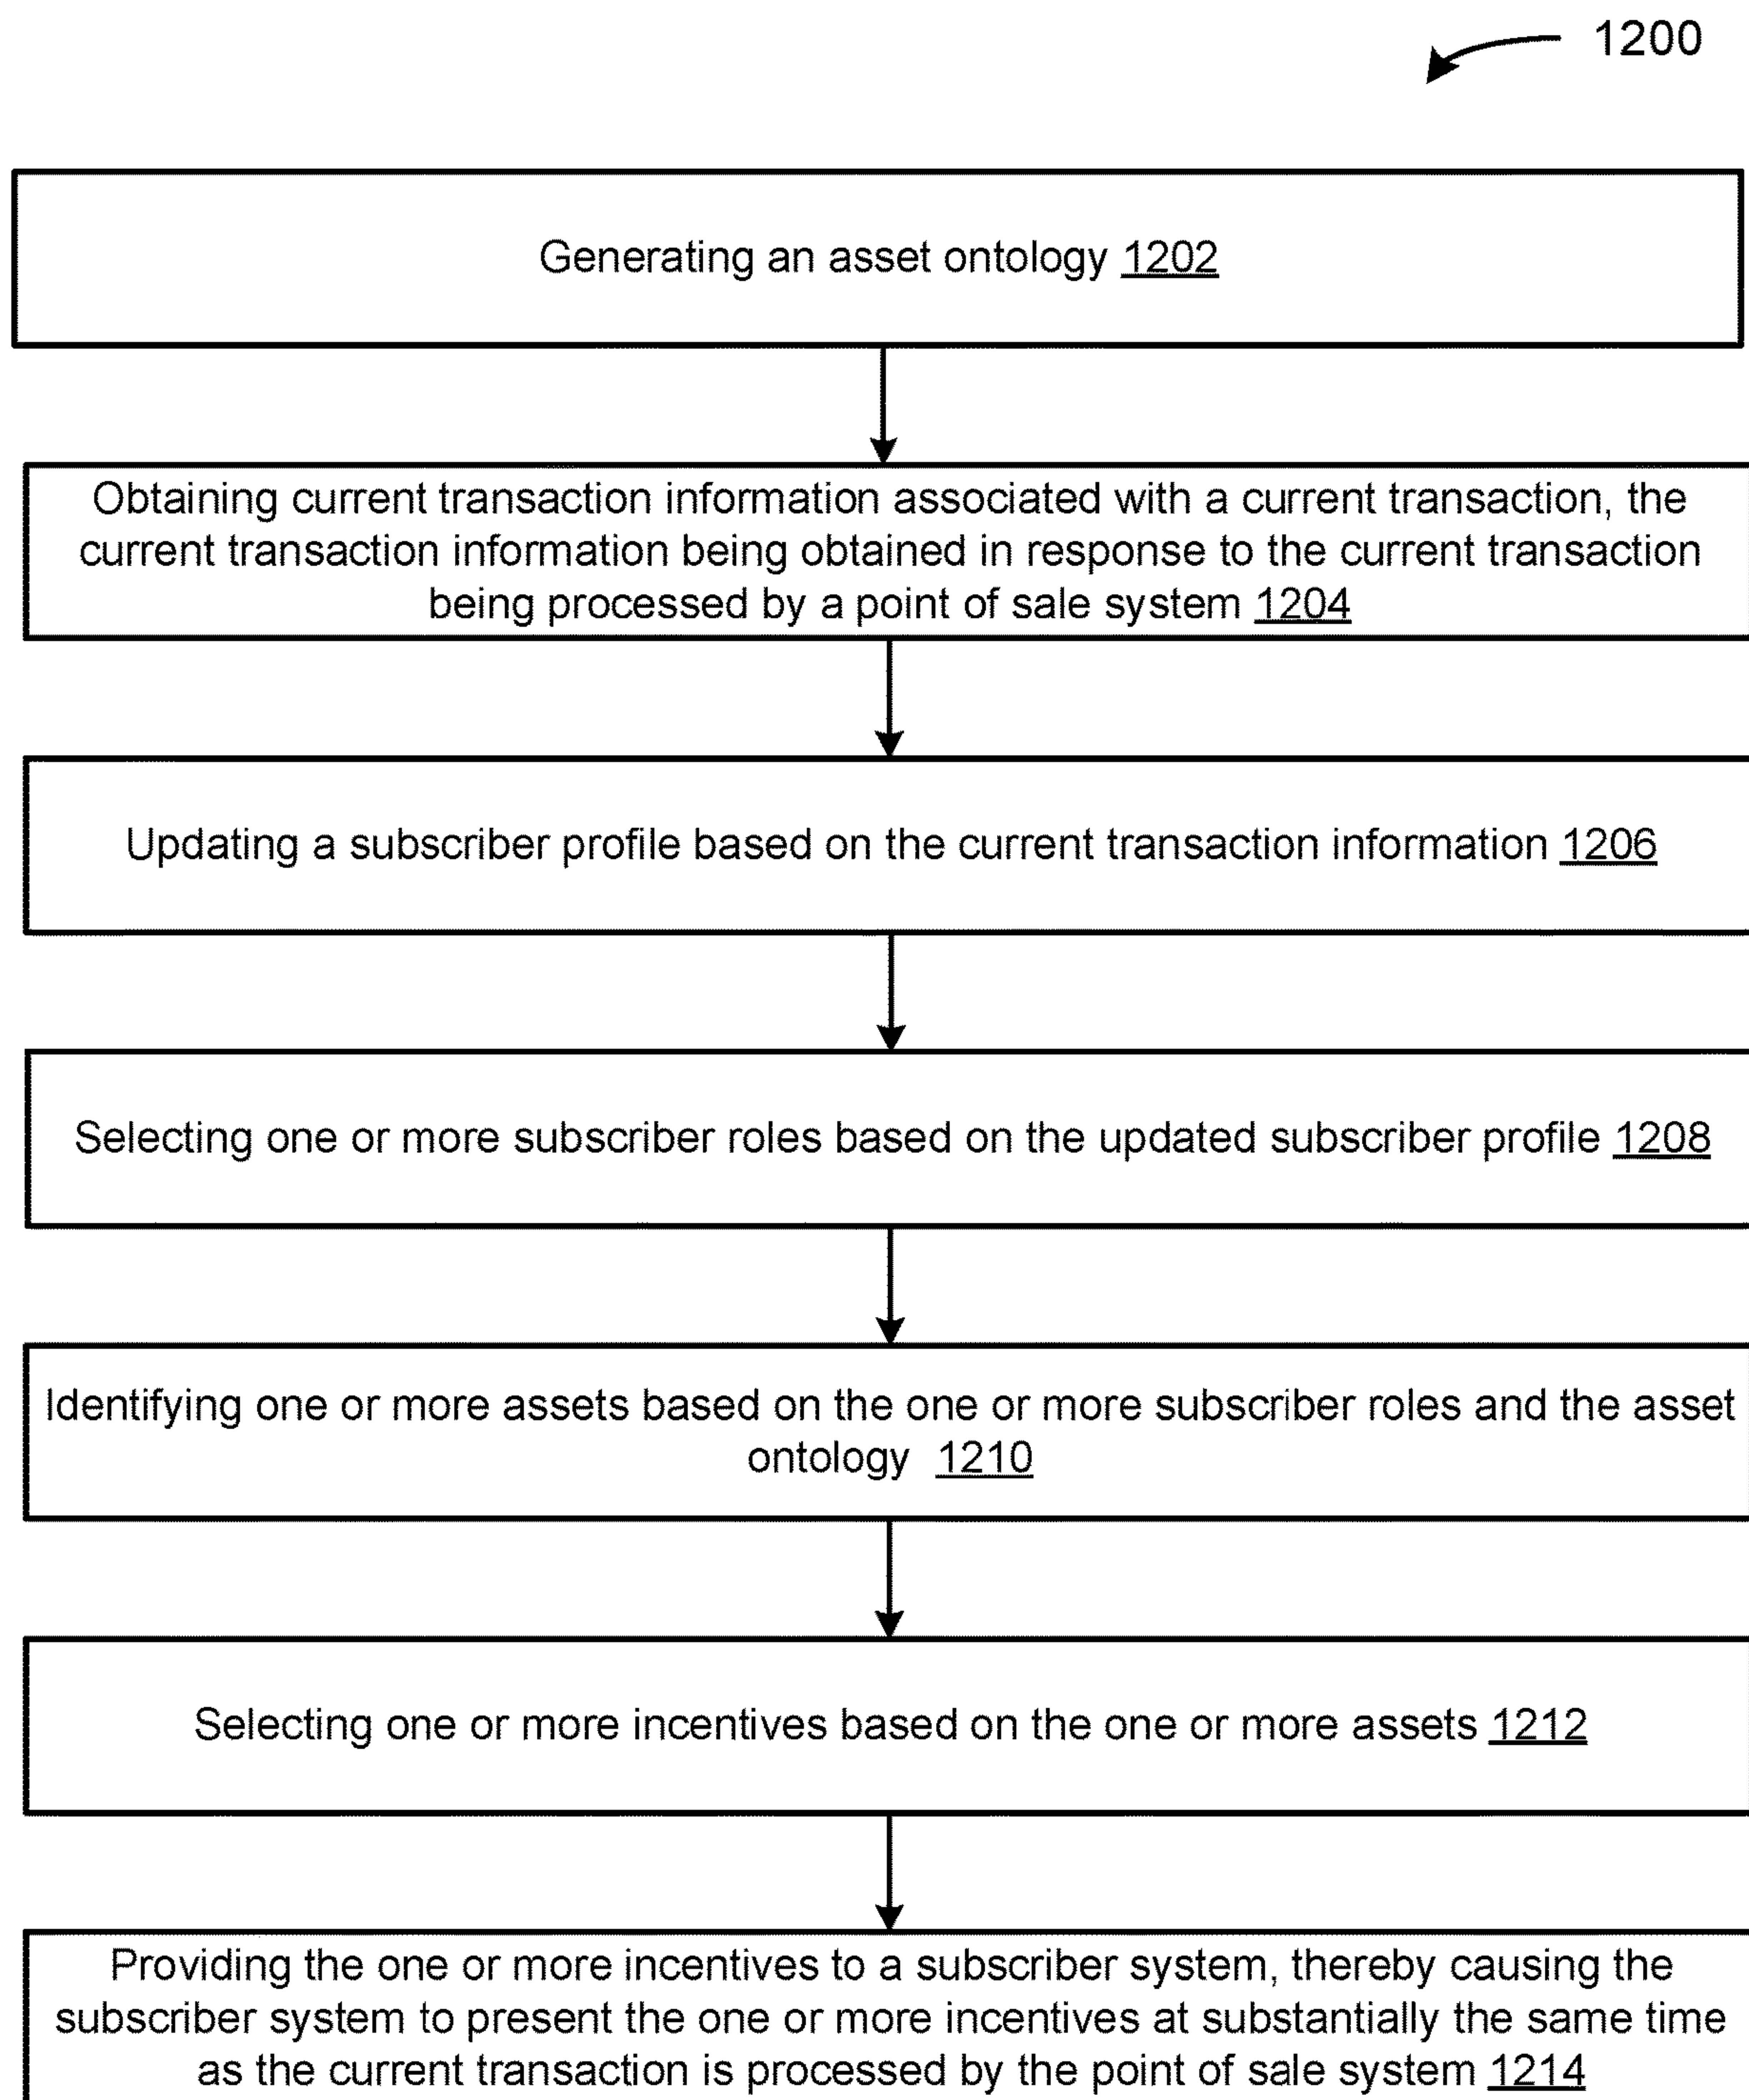 1200
Generating an asset ontology 1202
Obtaining current transaction information associated with a current transaction, the
current transaction information being obtained in response to the current transaction
being processed by a point of sale system 1204
Updating a subscriber profile based on the current transaction information 1206
Selecting one or more subscriber roles based on the updated subscriber profile 1208
Identifying one or more assets based on the one or more subscriber roles and the asset
ontology 1210
Selecting one or more incentives based on the one or more assets 1212
Providing the one or more incentives to a subscriber system, thereby causing the
subscriber system to present the one or more incentives at substantially the same time
as the current transaction is processed by the point of sale system 1214